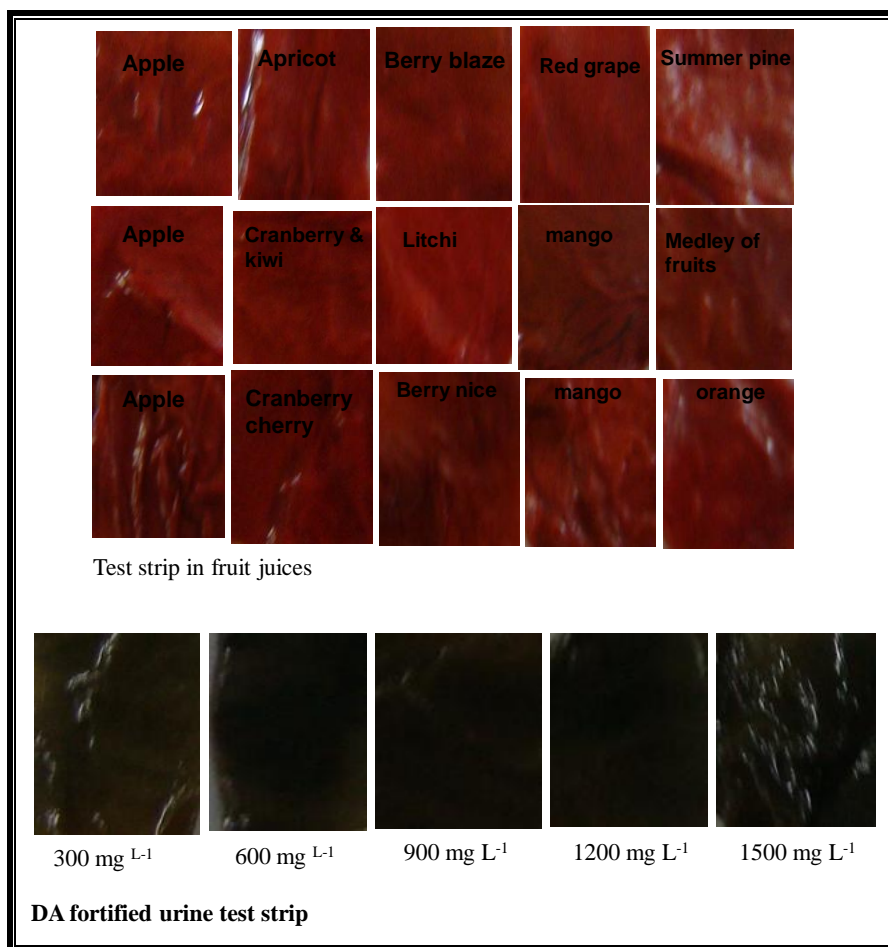 Apple Apricot Berry blaze Red grape Summer pine
Apple Cranberry & kiwi Litchi mango Medley of fruits
Apple Cranberry cherry Berry nice mango orange
Test strip in fruit juices
300 mg L-1 600 mg L-1 900 mg L-1 1200 mg L-1 1500 mg L-1
DA fortified urine test strip